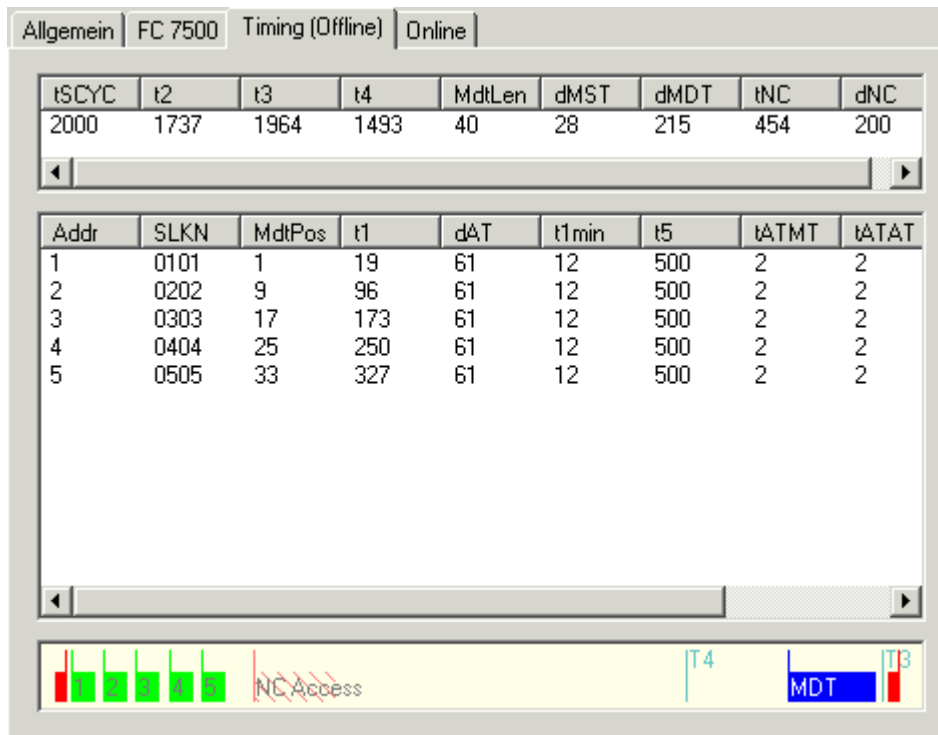 Allgemein FC 7500 Timing (Offline) Online
tSCYC t2 t3 t4 MdtLen dMST dMDT tNC dNC
2000 1737 1964 1493 40 28 215 454 200
Addr SLKN MdtPos t1 dAT t1min t5 tATMT tATAT
1 0101 1 19 61 12 500 2 2
2 0202 9 96 61 12 500 2 2
3 0303 17 173 61 12 500 2 2
4 0404 25 250 61 12 500 2 2
5 0505 33 327 61 12 500 2 2
T4 T3
1 2 3 4 5 NC Access MDT